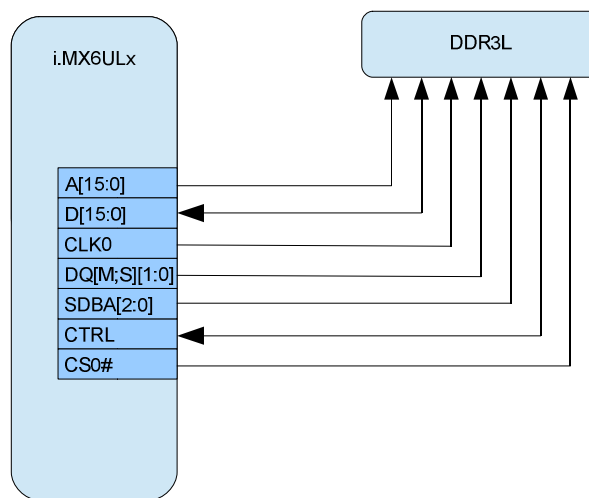 i.MX6ULx
DDR3L
A[15:0]
D[15:0]
CLK0
DQ[M;S][1:0]
SDBA[2:0]
CTRL
CS0#